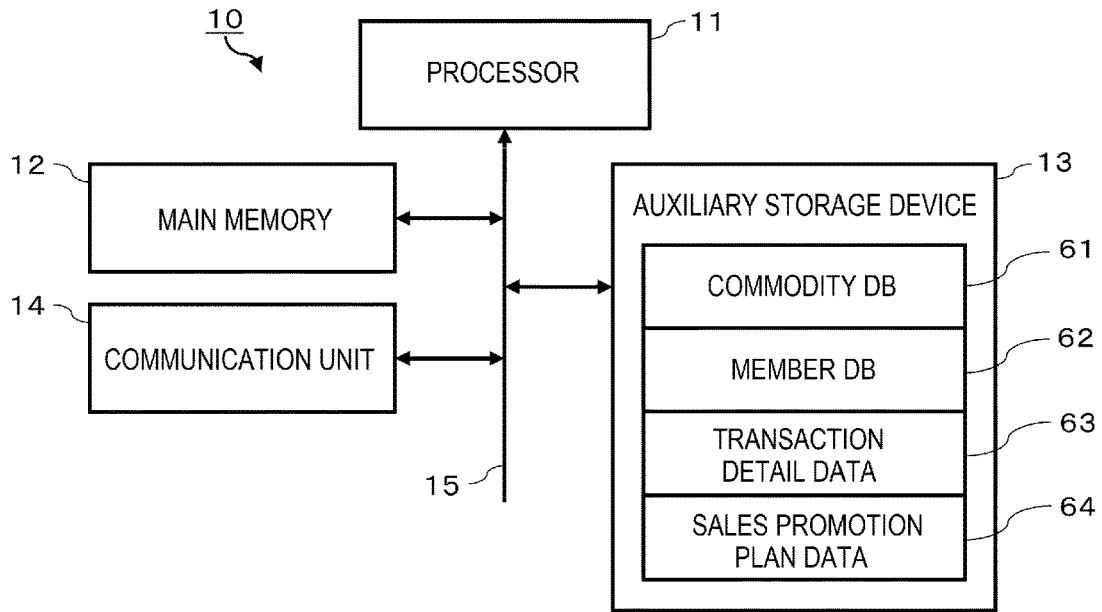 10
11
PROCESSOR
12
MAIN MEMORY
13
AUXILIARY STORAGE DEVICE
61
COMMODITY DB
14
COMMUNICATION UNIT
62
MEMBER DB
63
TRANSACTION
DETAIL DATA
15
64
SALES PROMOTION
PLAN DATA